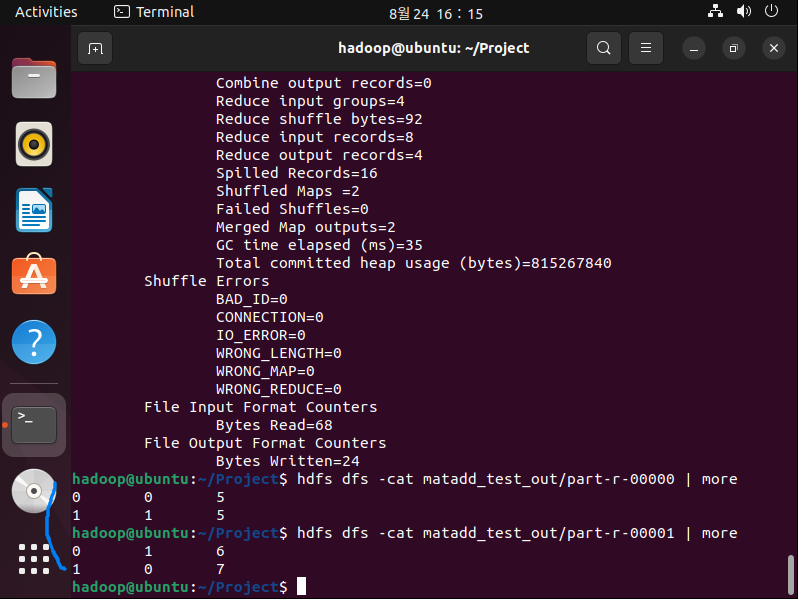 Activities Terminal 8월 24 16 : 15
hadoop@ubuntu: ~/Project
Combine output records=0
Reduce input groups=4
Reduce shuffle bytes=92
Reduce input records=8
Reduce output records=4
Spilled Records=16
Shuffled Maps =2
Failed Shuffles=0
Merged Map outputs=2
GC time elapsed (ms)=35
Total committed heap usage (bytes)=815267840
Shuffle Errors
BAD_ID=0
CONNECTION=0
IO_ERROR=0
WRONG_LENGTH=0
WRONG_MAP=0
WRONG_REDUCE=0
File Input Format Counters
Bytes Read=68
File Output Format Counters
Bytes Written=24
hadoop@ubuntu:~/Project$ hdfs dfs -cat matadd_test_out/part-r-00000 | more
0 0 5
1 1 5
hadoop@ubuntu:~/Project$ hdfs dfs -cat matadd_test_out/part-r-00001 | more
0 1 6
1 0 7
hadoop@ubuntu:~/Project$